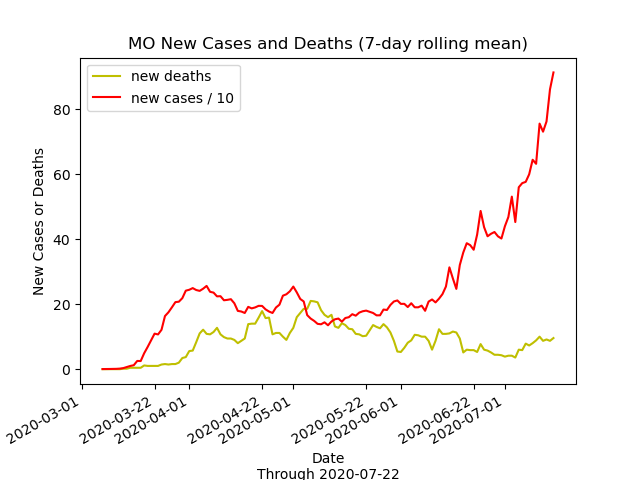 MO New Cases and Deaths (7-day rolling mean)
new deaths
new cases / 10
New Cases or Deaths
80
60
40
20
0
2020-03-01
2020-03-22
2020-04-01
2020-04-22
2020-05-01
2020-05-22
2020-06-01
2020-06-22
2020-07-01
Date
Through 2020-07-22